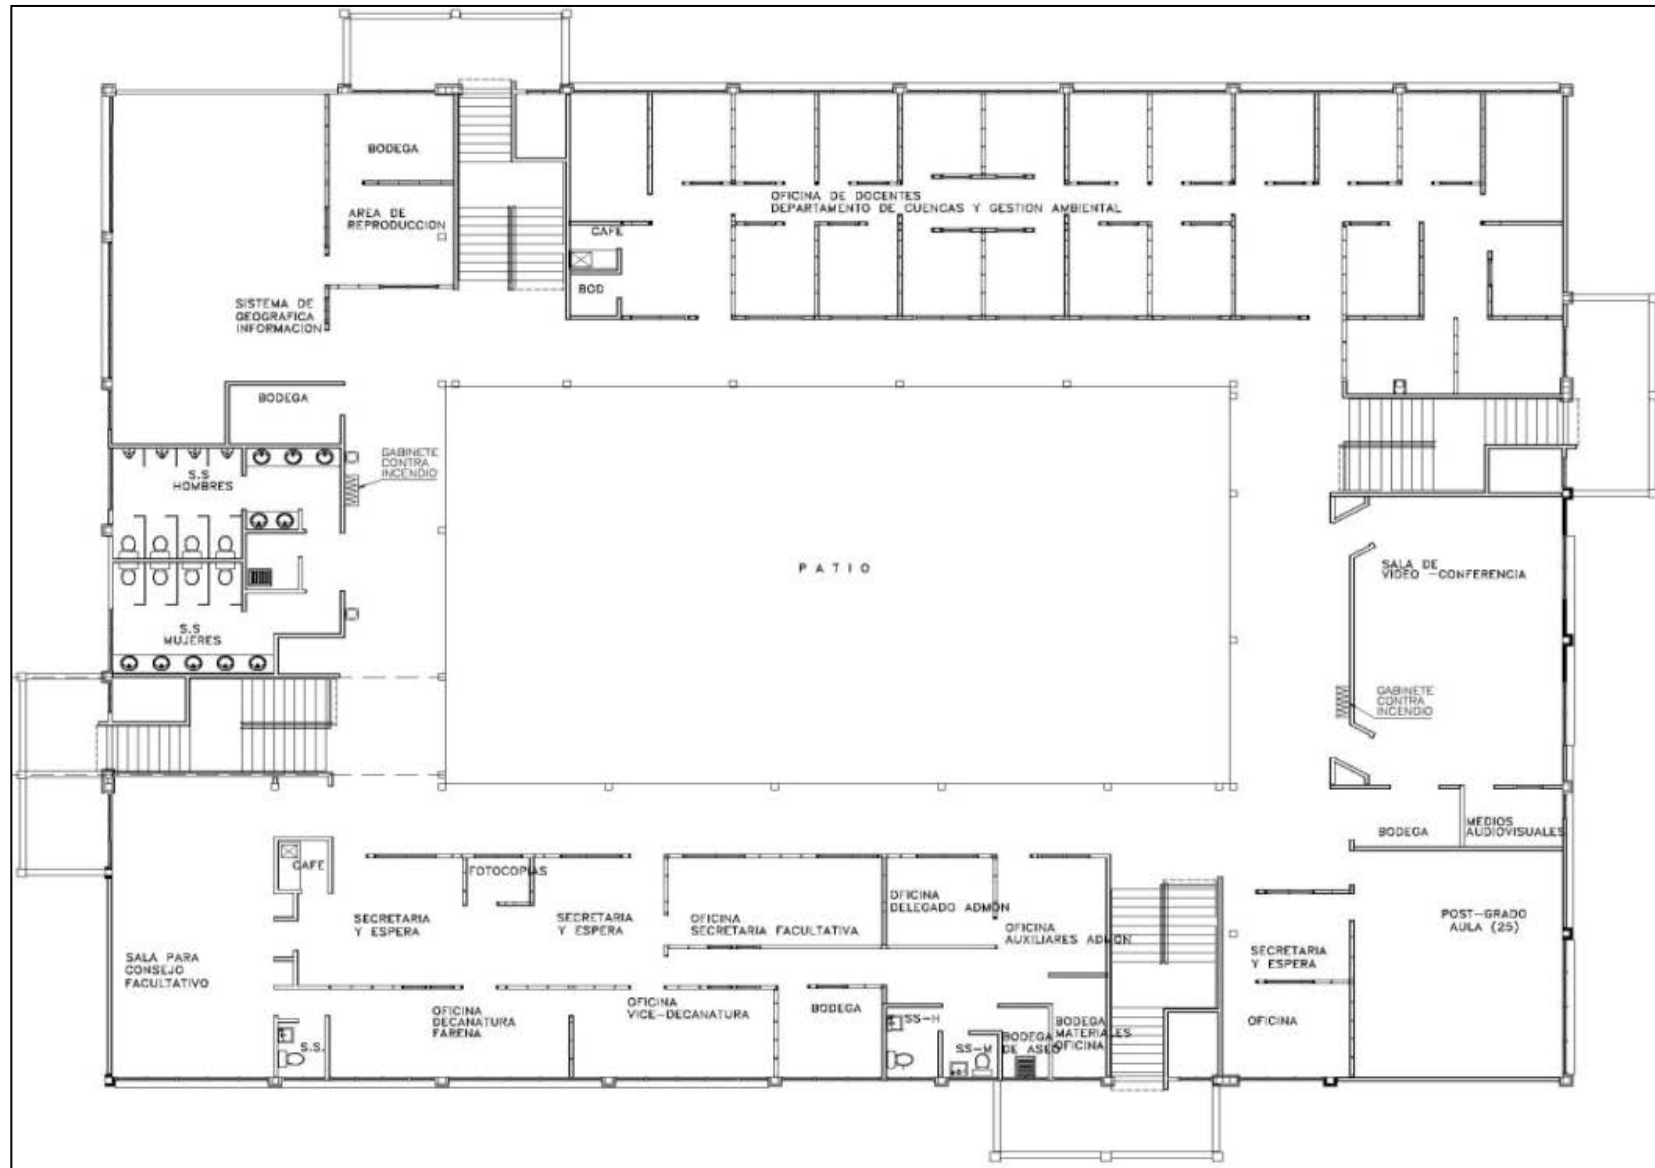 BODEGA
AREA DE
REPRODUCCION
OFICINA DE DOCENTES
DEPARTAMENTO DE CUENCAS Y GESTION AMBIENTAL
CAFE
BOD
SISTEMA DE
GEOGRAFICA
INFORMACION
BODEGA
GABINETE
CONTRA
INCENDIO
S.S
HOMBRES
PATIO
SALA DE
VIDEO -CONFERENCIA
S.S
MUJERES
GABINETE
CONTRA
INCENDIO
BODEGA
MEDIOS
AUDIOVISUALES
CAFE
FOTOCOPIAS
SECRETARIA
Y ESPERA
SECRETARIA
Y ESPERA
OFICINA
SECRETARIA FACULTATIVA
OFICINA
DELEGADO ADMON
OFICINA
AUXILIARES ADMON
POST-GRADO
AULA (25)
SECRETARIA
Y ESPERA
SALA PARA
CONSEJO
FACULTATIVO
OFICINA
DECANATURA
FARENA
OFICINA
VICE-DECANATURA
BODEGA
SS-H
SS-M
BODEGA
DE ASEO
BODEGA
MATERIALES
OFICINA
OFICINA
S.S.